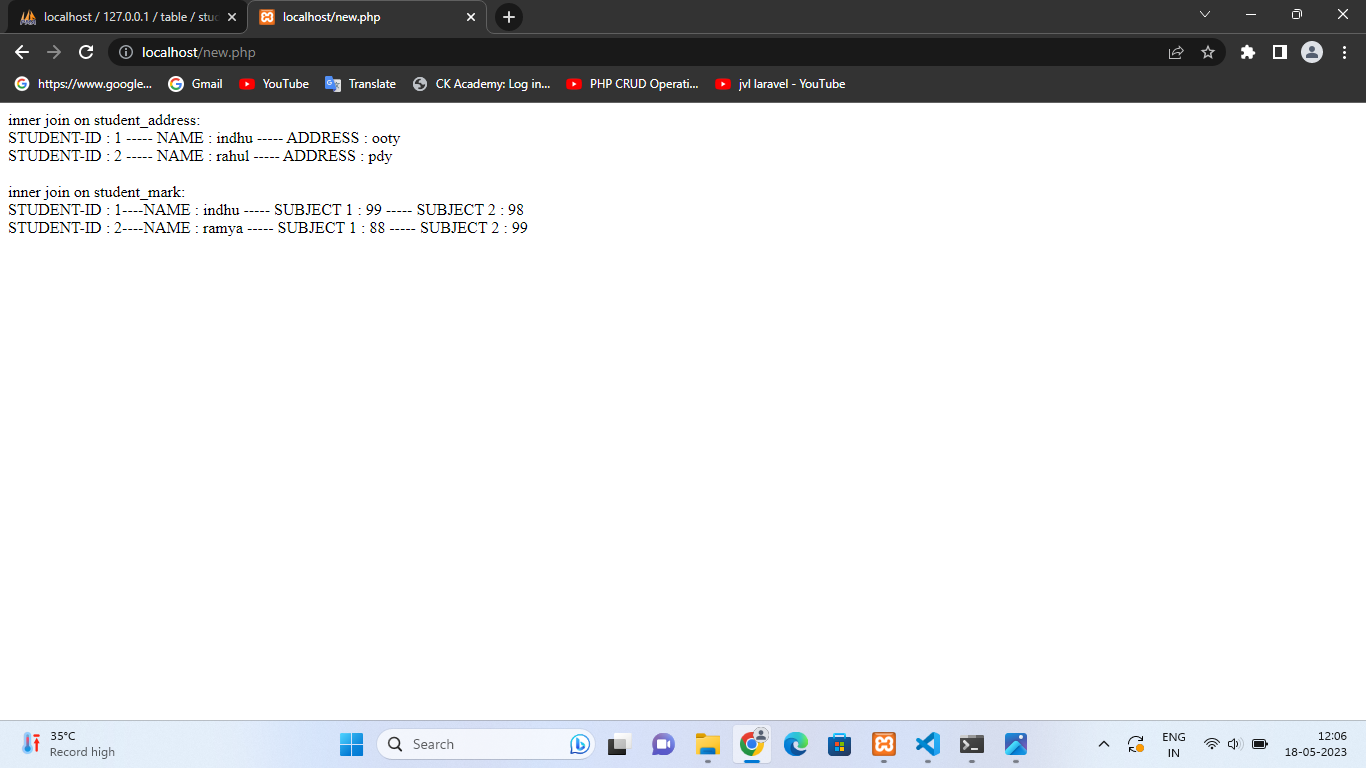 localhost / 127.0.0.1 / table / stud
localhost/new.php
localhost/new.php
https://www.google...
Gmail
YouTube
Translate
CK Academy: Log in...
PHP CRUD Operati...
jvl laravel - YouTube
inner join on student_address:
STUDENT-ID : 1 ----- NAME : indhu ----- ADDRESS : ooty
STUDENT-ID : 2 ----- NAME : rahul ----- ADDRESS : pdy
inner join on student_mark:
STUDENT-ID : 1----NAME : indhu ----- SUBJECT 1 : 99 ----- SUBJECT 2 : 98
STUDENT-ID : 2----NAME : ramya ----- SUBJECT 1 : 88 ----- SUBJECT 2 : 99
35°C
Record high
Search
ENG
IN
12:06
18-05-2023